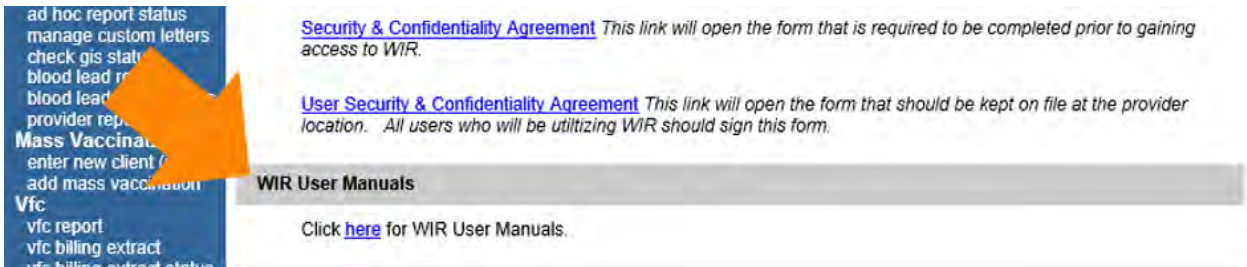 ad hoc report status
manage custom letters
check gis
blood lead
blood lead
provider
Mass
enter new client
add mass
Vfc
vfc report
vfc billing extract
vfc billing extract status
Security & Confidentiality Agreement This link will open the form that is required to be completed prior to gaining
access to WIR.
User Security & Confidentiality Agreement This link will open the form that should be kept on file at the provider
location. All users who will be utiltizing WIR should sign this form.
WIR User Manuals
Click here for WIR User Manuals.